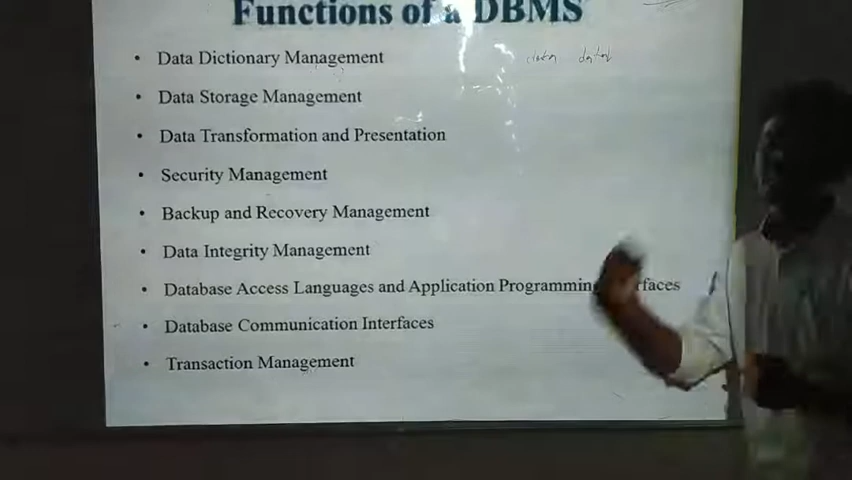 Functions of a DBMS
• Data Dictionary Management
• Data Storage Management
• Data Transformation and Presentation
• Security Management
• Backup and Recovery Management
• Data Integrity Management
• Database Access Languages and Application Programming
• Database Communication Interfaces
• Transaction Management